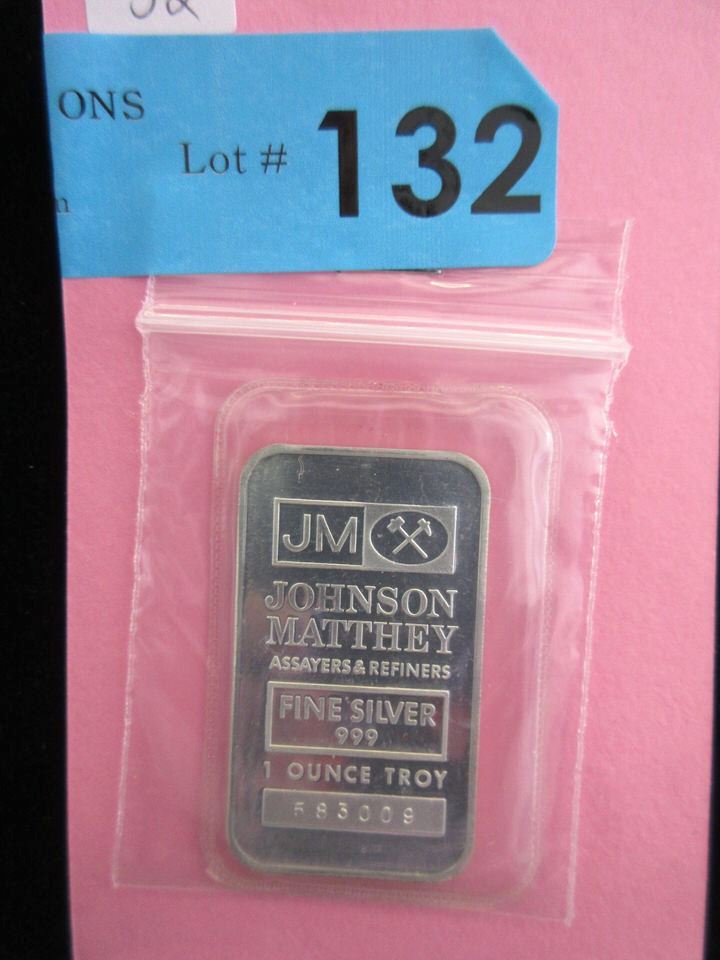 ONS
Lot # 132
JM
JOHNSON
MATTHEY
ASSAYERS & REFINERS
FINE SILVER
999
1 OUNCE TROY
583009